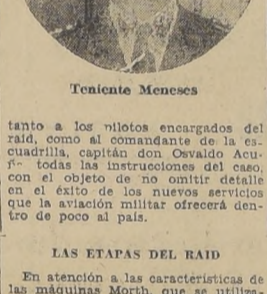 Teniente Meneses
tanto a los pilotos encargados del
raid, como al comandante de la es-
cuadrilla, capitán don Osvaldo Acu-
todas las instrucciones del caso,
con el objeto de no omitir detalle
en el éxito de los nuevos servicios
que la aviación militar ofrecerá den-
tro de poco al país.
LAS ETAPAS DEL RAID
En atención a las características de
las máquinas Morth, que se utiliza-